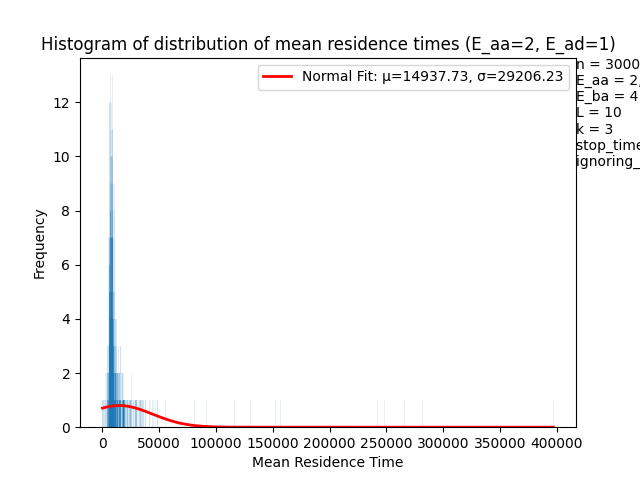 Histogram of distribution of mean residence times (E_aa=2, E_ad=1)
Normal Fit: μ=14937.73, σ=29206.23
n = 3000
E_aa = 2,
E_ba = 4
L = 10
k = 3
stop_time
ignoring_
Frequency
12
10
8
6
4
2
0
0 50000 100000 150000 200000 250000 300000 350000 400000
Mean Residence Time